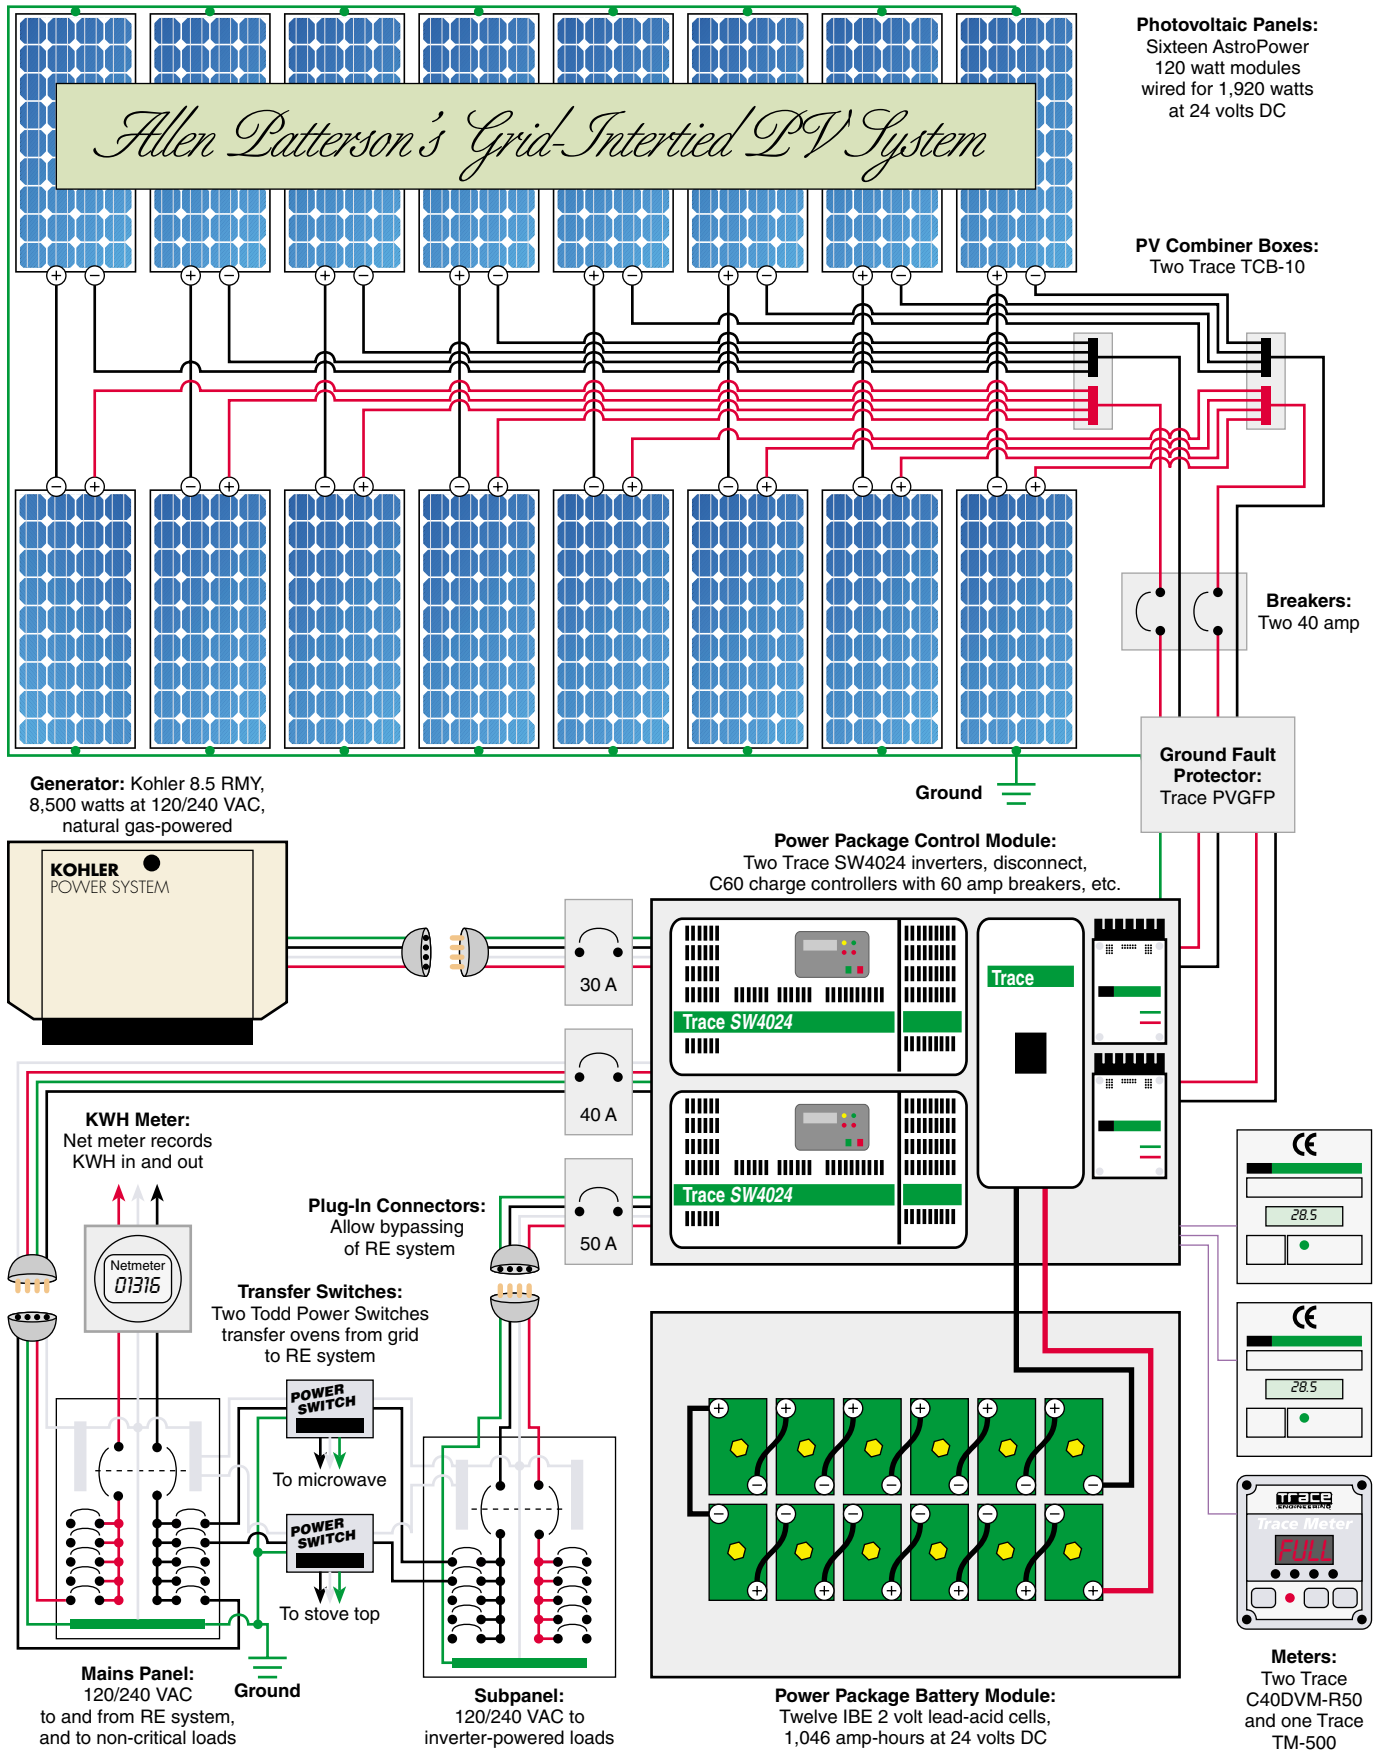 Photovoltaic Panels:
Sixteen AstroPower
120 watt modules
wired for 1,920 watts
at 24 volts DC
Allen Patterson's Grid-Intertied PV System
PV Combiner Boxes:
Two Trace TCB-10
Breakers:
Two 40 amp
Ground Fault
Protector:
Trace PVGFP
Ground
Generator: Kohler 8.5 RMY,
8,500 watts at 120/240 VAC,
natural gas-powered
KOHLER
POWER SYSTEM
Power Package Control Module:
Two Trace SW4024 inverters, disconnect,
C60 charge controllers with 60 amp breakers, etc.
30 A
Trace SW4024
Trace
40 A
Trace SW4024
50 A
KWH Meter:
Net meter records
KWH in and out
Netmeter
01316
Plug-In Connectors:
Allow bypassing
of RE system
Transfer Switches:
Two Todd Power Switches
transfer ovens from grid
to RE system
POWER
SWITCH
To microwave
POWER
SWITCH
To stove top
CE
28.5
CE
28.5
Trace
ENGINEERING
Trace Meter
FULL
Mains Panel:
120/240 VAC
to and from RE system,
and to non-critical loads
Ground
Subpanel:
120/240 VAC to
inverter-powered loads
Power Package Battery Module:
Twelve IBE 2 volt lead-acid cells,
1,046 amp-hours at 24 volts DC
Meters:
Two Trace
C40DVM-R50
and one Trace
TM-500